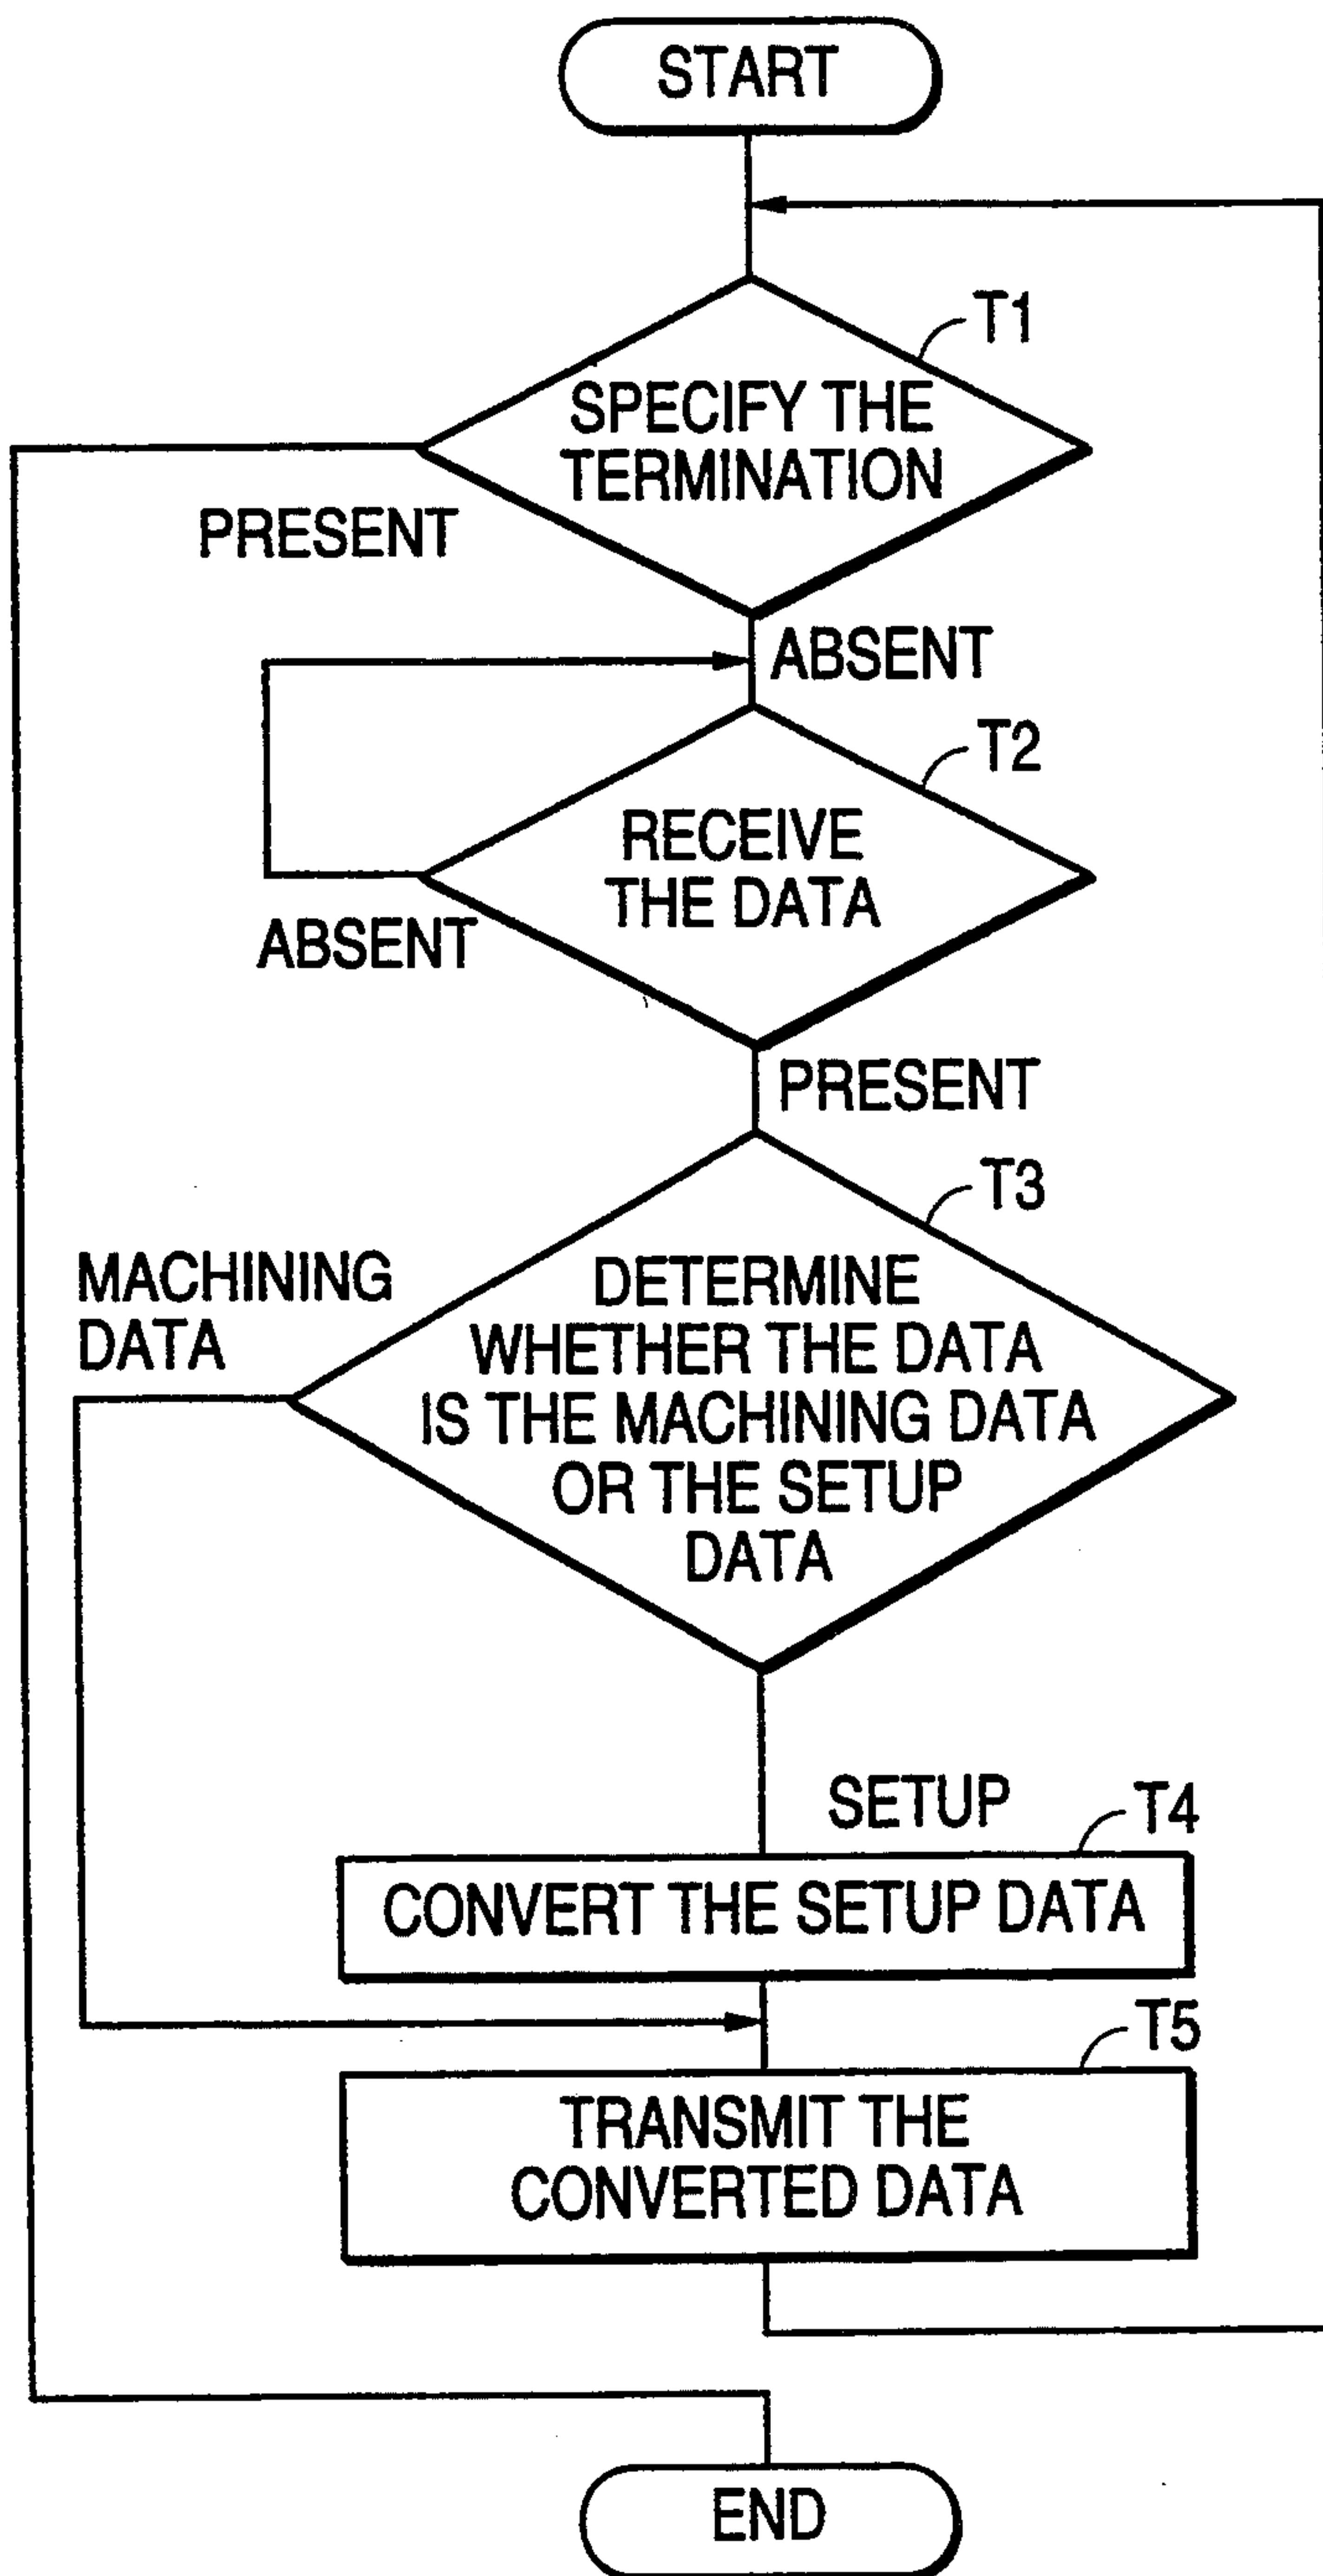 START
T1
SPECIFY THE
TERMINATION
PRESENT
ABSENT
T2
RECEIVE
THE DATA
ABSENT
PRESENT
T3
MACHINING
DATA
DETERMINE
WHETHER THE DATA
IS THE MACHINING DATA
OR THE SETUP
DATA
SETUP
T4
CONVERT THE SETUP DATA
T5
TRANSMIT THE
CONVERTED DATA
END